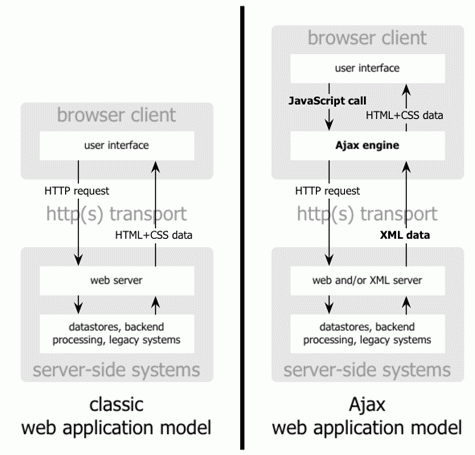 browser client
user interface
HTTP request
http(s) transport
HTML+CSS data
web server
datastores, backend
processing, legacy systems
server-side systems
classic
web application model
browser client
user interface
JavaScript call
HTML+CSS data
Ajax engine
HTTP request
http(s) transport
XML data
web and/or XML server
datastores, backend
processing, legacy systems
server-side systems
Ajax
web application model